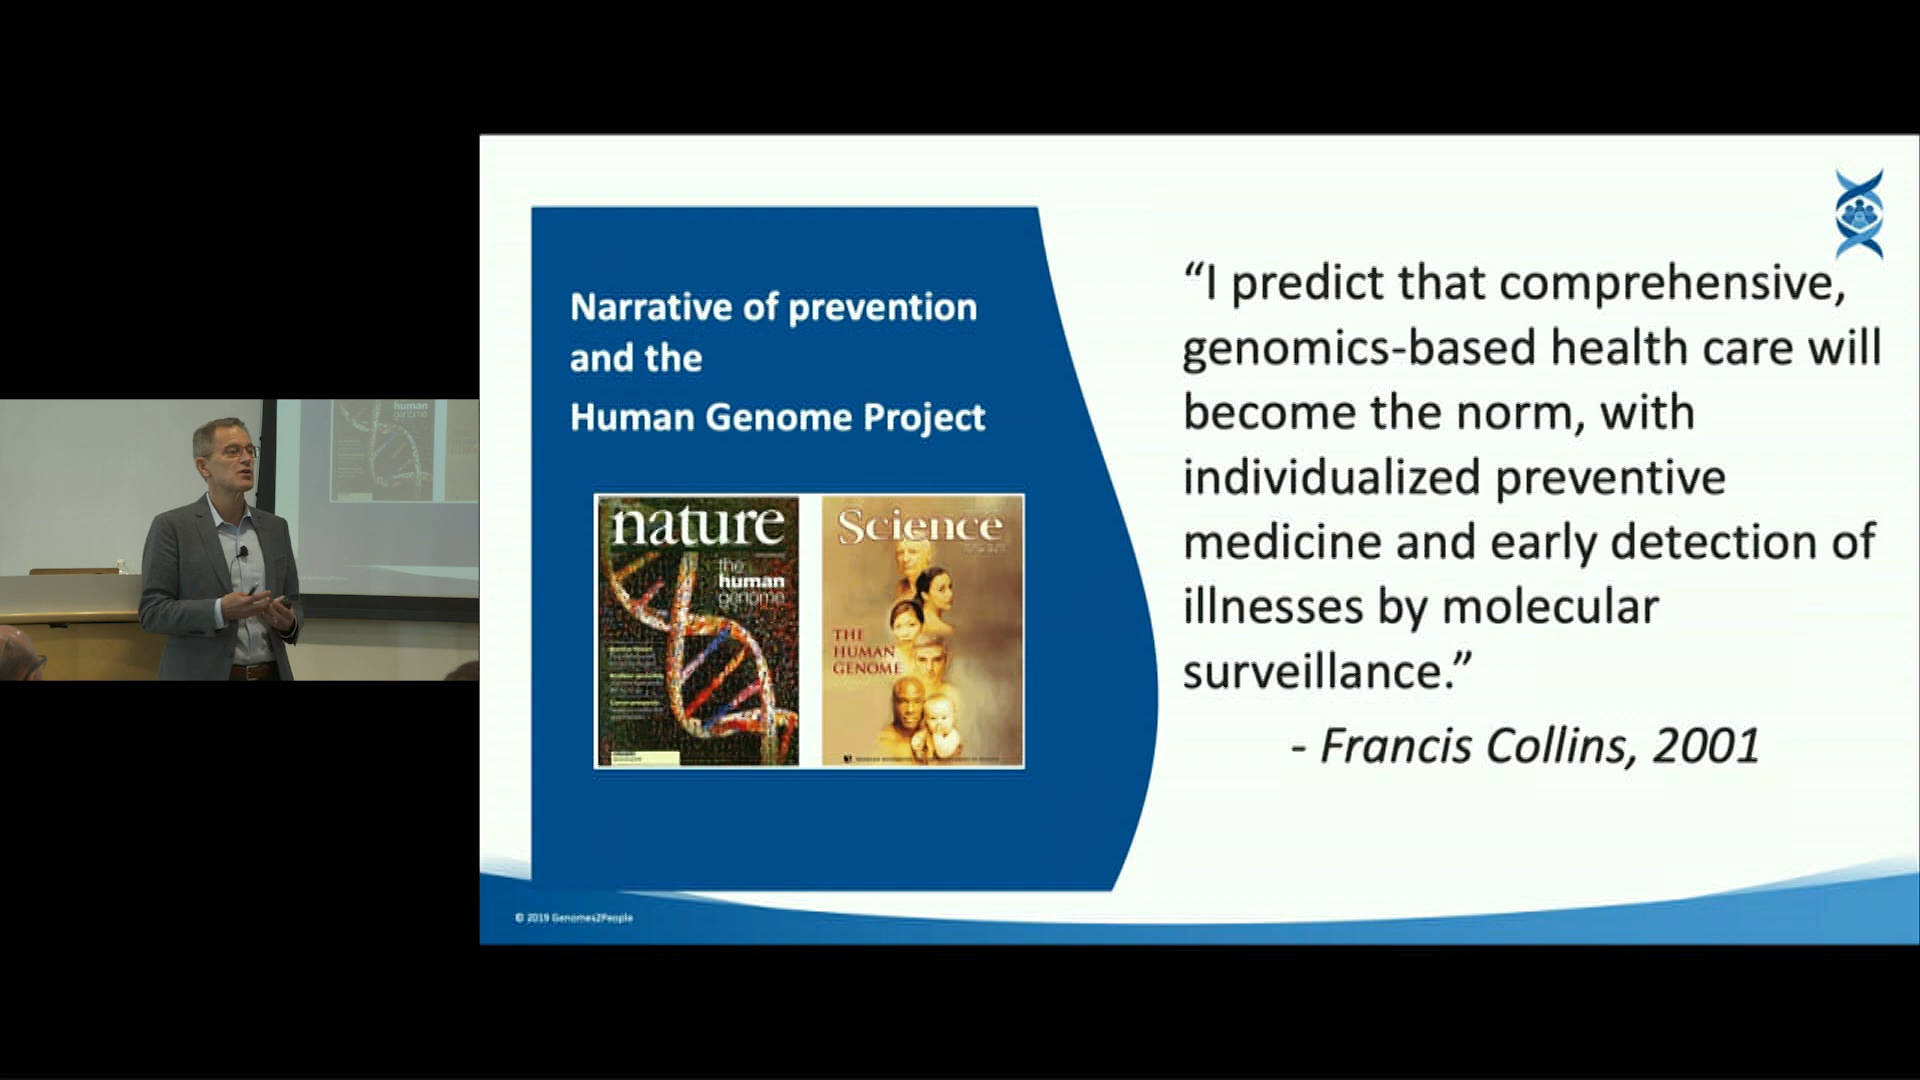 Narrative of prevention
and the
Human Genome Project
nature
the
human
genome
Science
THE
HUMAN
GENOME
“I predict that comprehensive,
genomics-based health care will
become the norm, with
individualized preventive
medicine and early detection of
illnesses by molecular
surveillance.”
- Francis Collins, 2001
© 2019 Genomes2People
human
genome